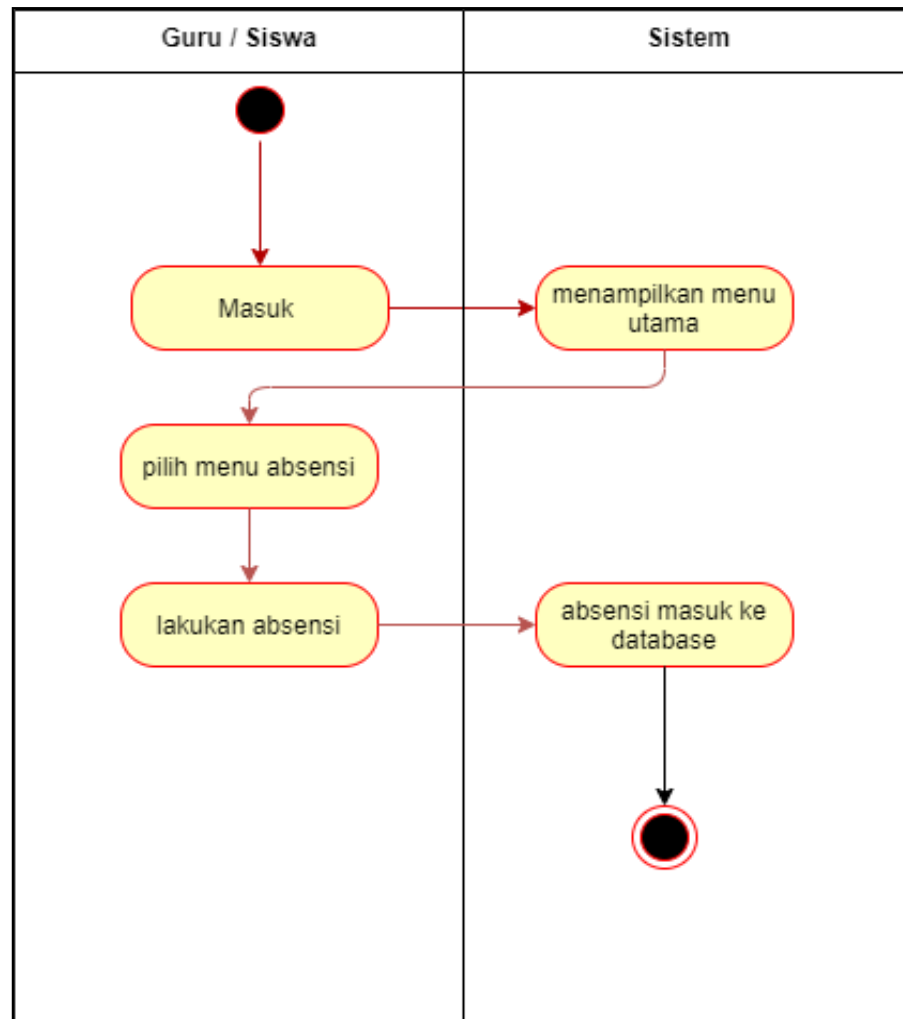 Guru / Siswa
Sistem
Masuk
menampilkan menu
utama
pilih menu absensi
lakukan absensi
absensi masuk ke
database